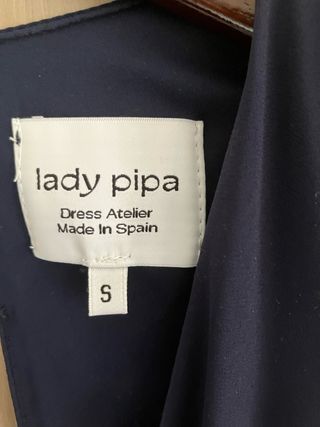 lady pipa
Dress Atelier
Made In Spain
S